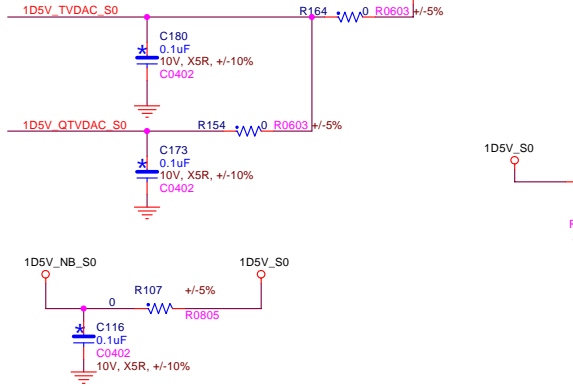 1D5V_TVDAC_S0
R164 0 R0603 +/-5%
C180
0.1uF
10V, X5R, +/-10%
C0402
1D5V_QTVDAC_S0
R154 0 R0603 +/-5%
C173
0.1uF
10V, X5R, +/-10%
C0402
1D5V_S0
1D5V_NB_S0
1D5V_S0
R107 +/-5%
0
R0805
C116
0.1uF
C0402
10V, X5R, +/-10%